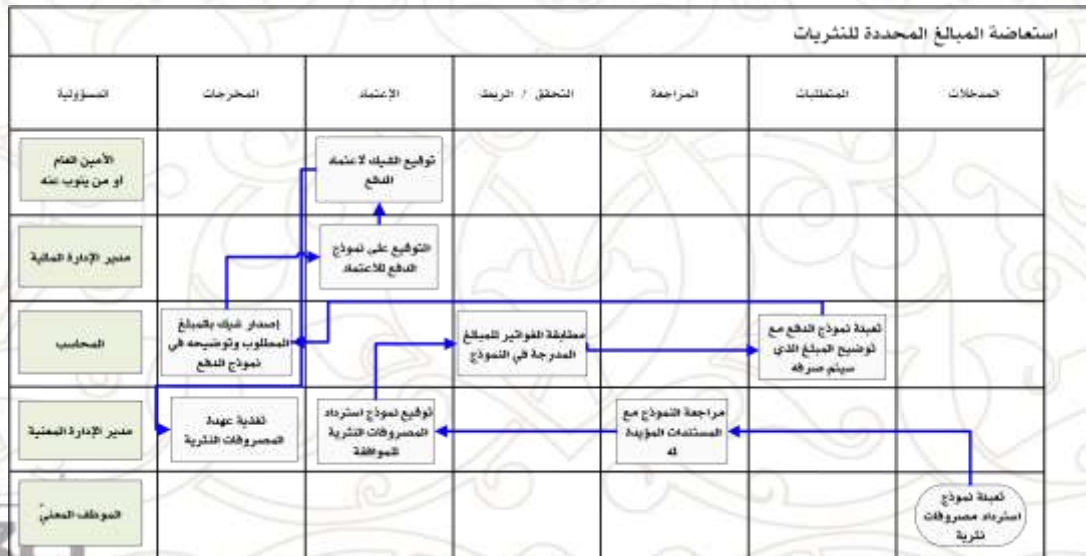 استعاضة المبالغ المحددة للنثريات
المدخلات
المتطلبات
المراجعة
التحقق / الربط
الإعتماد
المخرجات
المسؤولية
توقيع الشيك لاعتماد
الدفع
الأمين العام
او من ينوب عنه
التوقيع على نموذج
الدفع للاعتماد
مدير الإدارة المالية
تعبئة نموذج الدفع مع
توضيح المبلغ الذي
سيتم صرفه
مطابقة الفواتير للمبالغ
المدرجة في النموذج
إصدار شيك بالمبلغ
المطلوب وتوضيحه في
نموذج الدفع
المحاسب
مراجعة النموذج مع
المستندات المؤيدة
له
توقيع نموذج استرداد
المصروفات النثرية
للموافقة
تغذية عهدة
المصروفات النثرية
مدير الإدارة المعنية
تعبئة نموذج
استرداد مصروفات
نثرية
الموظف المعني